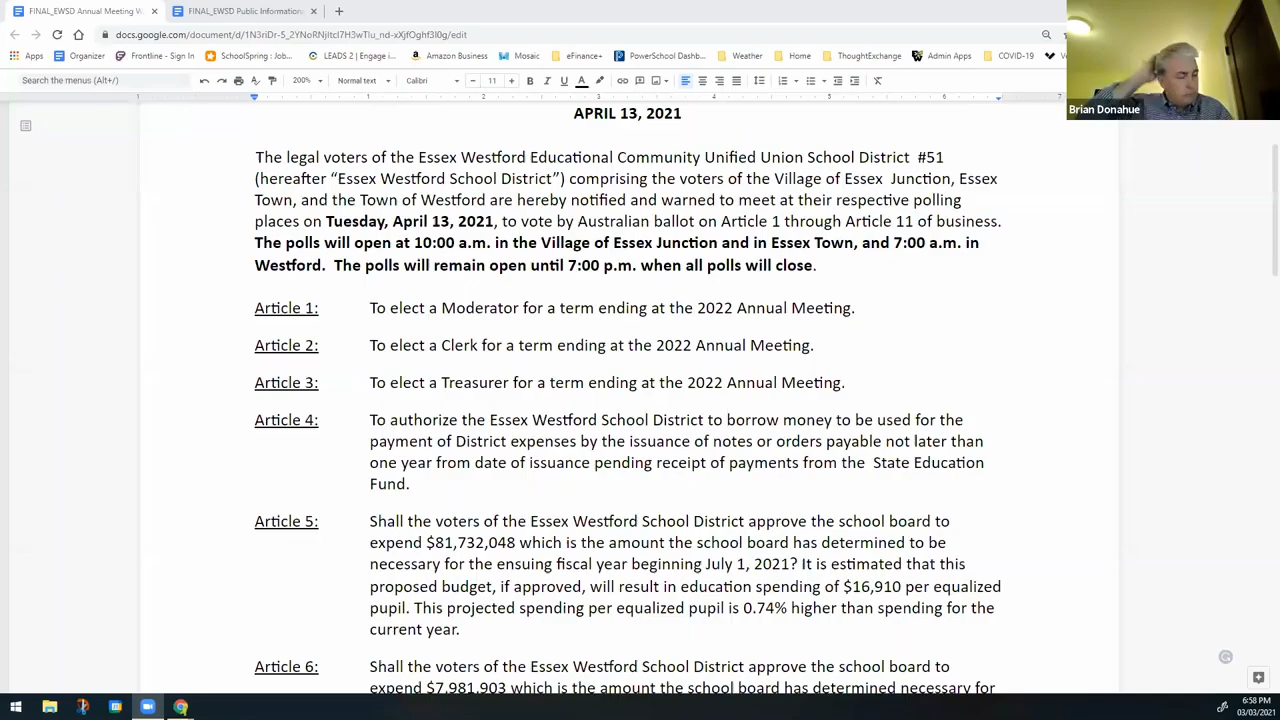 FINAL_EWSD Annual Meeting W
FINAL_EWSD Public Information
docs.google.com/document/d/1N3riDr-5_2YNoRNjItcI7H3wTlu_nd-xXjfOghf3l0g/edit
Apps
Organizer
Frontline - Sign In
SchoolSpring : Job...
LEADS 2 | Engage i...
Amazon Business
Mosaic
eFinance+
PowerSchool Dashb...
Weather
Home
ThoughtExchange
Admin Apps
COVID-19
Search the menus (Alt+/)
200%
Normal text
Calibri
11
Brian Donahue
APRIL 13, 2021
The legal voters of the Essex Westford Educational Community Unified Union School District #51
(hereafter “Essex Westford School District”) comprising the voters of the Village of Essex Junction, Essex
Town, and the Town of Westford are hereby notified and warned to meet at their respective polling
places on Tuesday, April 13, 2021, to vote by Australian ballot on Article 1 through Article 11 of business.
The polls will open at 10:00 a.m. in the Village of Essex Junction and in Essex Town, and 7:00 a.m. in
Westford. The polls will remain open until 7:00 p.m. when all polls will close.
Article 1: To elect a Moderator for a term ending at the 2022 Annual Meeting.
Article 2: To elect a Clerk for a term ending at the 2022 Annual Meeting.
Article 3: To elect a Treasurer for a term ending at the 2022 Annual Meeting.
Article 4: To authorize the Essex Westford School District to borrow money to be used for the
payment of District expenses by the issuance of notes or orders payable not later than
one year from date of issuance pending receipt of payments from the State Education
Fund.
Article 5: Shall the voters of the Essex Westford School District approve the school board to
expend $81,732,048 which is the amount the school board has determined to be
necessary for the ensuing fiscal year beginning July 1, 2021? It is estimated that this
proposed budget, if approved, will result in education spending of $16,910 per equalized
pupil. This projected spending per equalized pupil is 0.74% higher than spending for the
current year.
Article 6: Shall the voters of the Essex Westford School District approve the school board to
expend $7,981,903 which is the amount the school board has determined necessary for
6:58 PM
03/03/2021